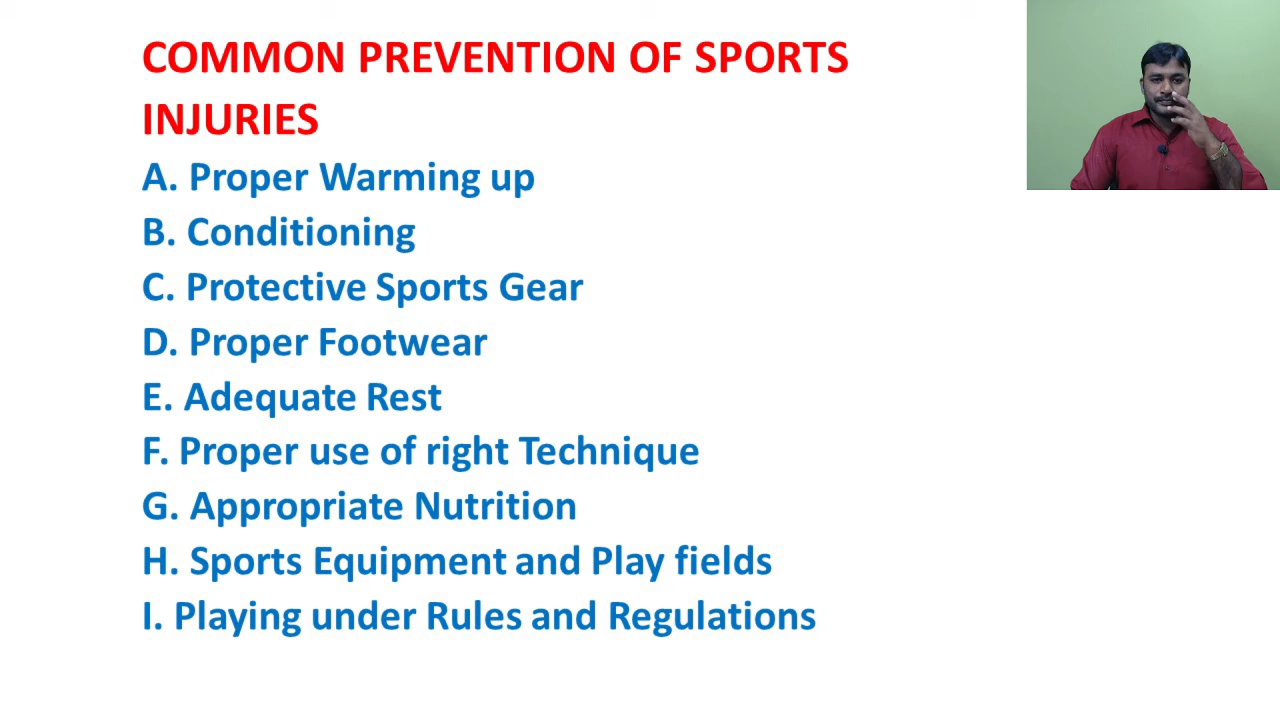 COMMON PREVENTION OF SPORTS
INJURIES
A. Proper Warming up
B. Conditioning
C. Protective Sports Gear
D. Proper Footwear
E. Adequate Rest
F. Proper use of right Technique
G. Appropriate Nutrition
H. Sports Equipment and Play fields
I. Playing under Rules and Regulations